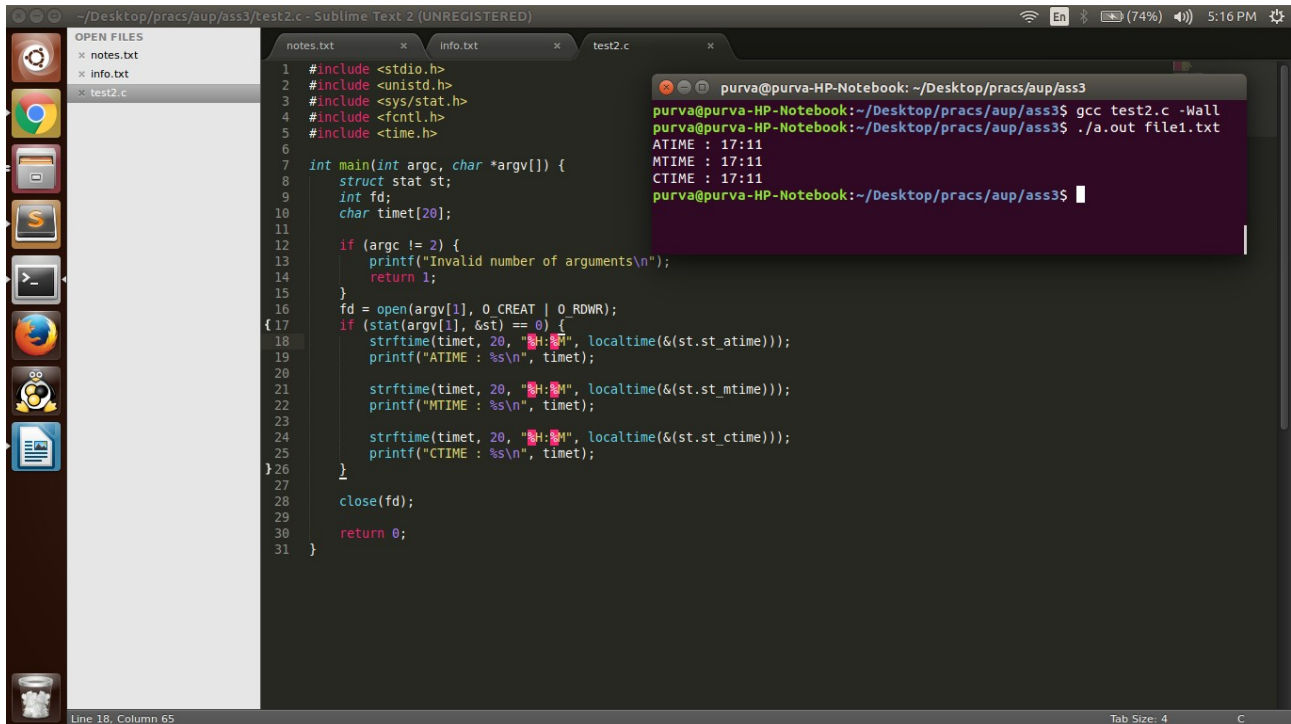 ~/Desktop/pracs/aup/ass3/test2.c - Sublime Text 2 (UNREGISTERED)
En (74%) 5:16 PM
OPEN FILES
× notes.txt
× info.txt
× test2.c
notes.txt × info.txt × test2.c ×
1 #include <stdio.h>
2 #include <unistd.h>
3 #include <sys/stat.h>
4 #include <fcntl.h>
5 #include <time.h>
6
7 int main(int argc, char *argv[]) {
8     struct stat st;
9     int fd;
10     char timet[20];
11
12     if (argc != 2) {
13         printf("Invalid number of arguments\n");
14         return 1;
15     }
16     fd = open(argv[1], O_CREAT | O_RDWR);
{ 17     if (stat(argv[1], &st) == 0) {
18         strftime(timet, 20, "%H:%M", localtime(&(st.st_atime)));
19         printf("ATIME : %s\n", timet);
20
21         strftime(timet, 20, "%H:%M", localtime(&(st.st_mtime)));
22         printf("MTIME : %s\n", timet);
23
24         strftime(timet, 20, "%H:%M", localtime(&(st.st_ctime)));
25         printf("CTIME : %s\n", timet);
} 26     }
27
28     close(fd);
29
30     return 0;
31 }
purva@purva-HP-Notebook: ~/Desktop/pracs/aup/ass3
purva@purva-HP-Notebook:~/Desktop/pracs/aup/ass3$ gcc test2.c -Wall
purva@purva-HP-Notebook:~/Desktop/pracs/aup/ass3$ ./a.out file1.txt
ATIME : 17:11
MTIME : 17:11
CTIME : 17:11
purva@purva-HP-Notebook:~/Desktop/pracs/aup/ass3$
Line 18, Column 65 Tab Size: 4 C